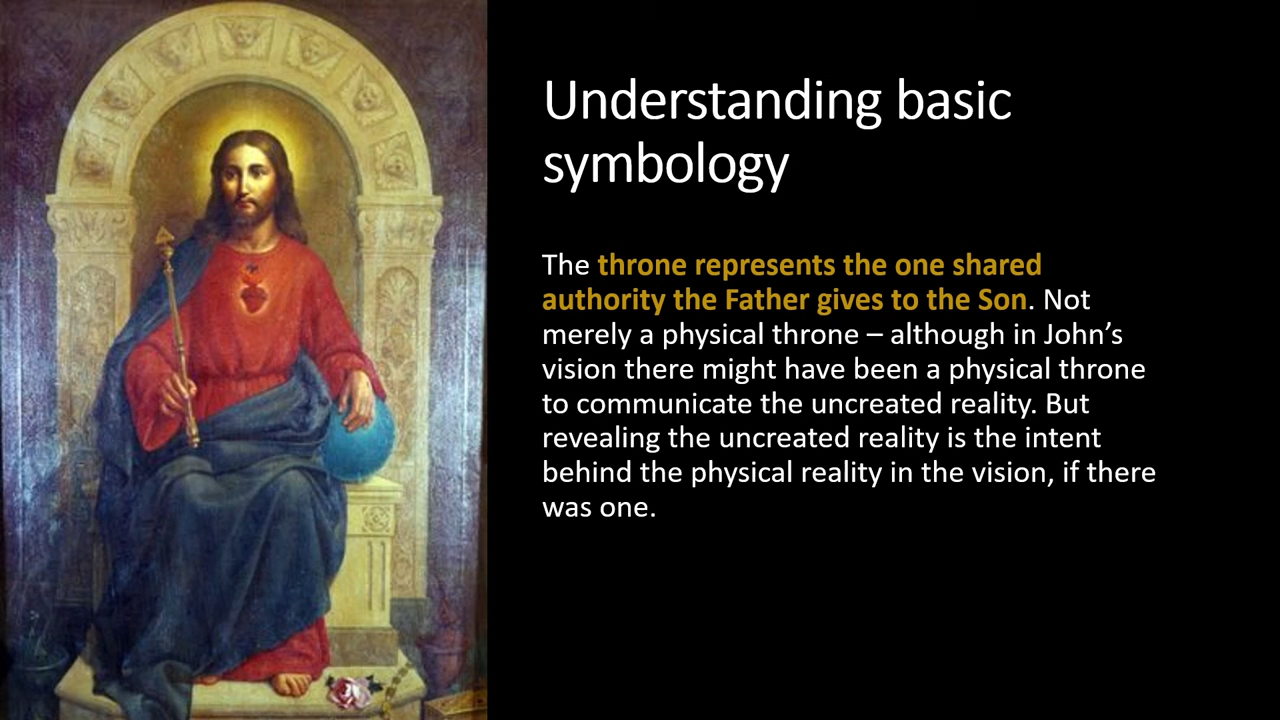 Understanding basic
symbology
The throne represents the one shared
authority the Father gives to the Son. Not
merely a physical throne – although in John’s
vision there might have been a physical throne
to communicate the uncreated reality. But
revealing the uncreated reality is the intent
behind the physical reality in the vision, if there
was one.